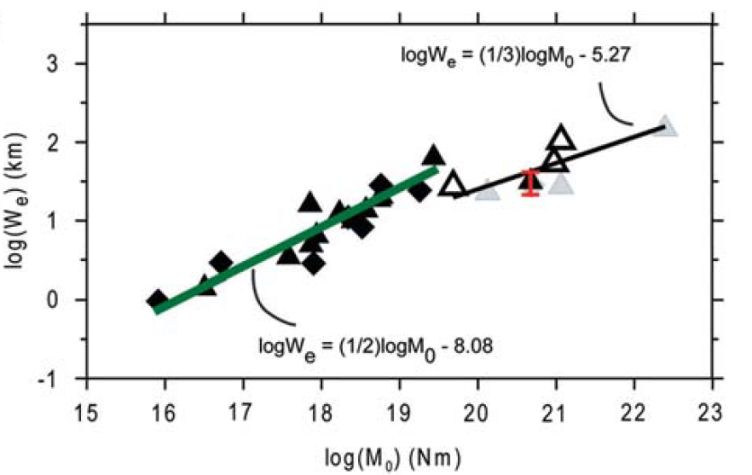 logWe = (1/3)logM0 - 5.27
3
2
1
0
-1
log(We) (km)
logWe = (1/2)logM0 - 8.08
15 16 17 18 19 20 21 22 23
log(M0) (Nm)